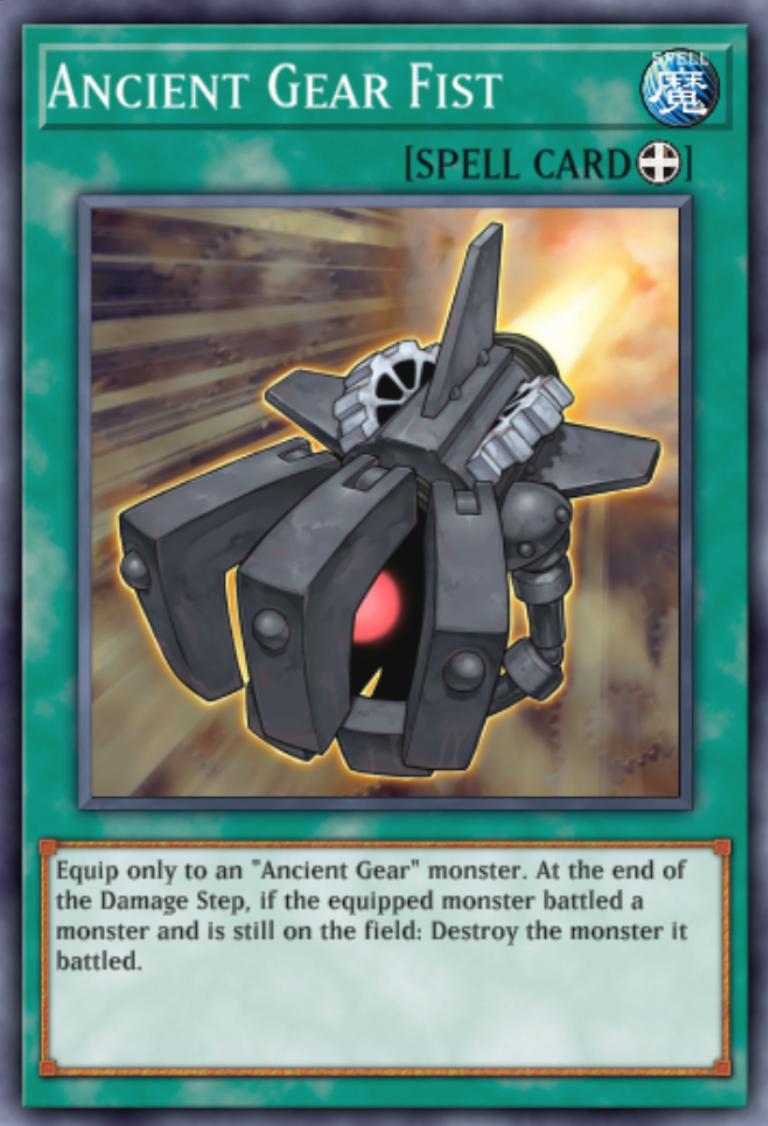 ANCIENT GEAR FIST
SPELL
魔
[SPELL CARD]
Equip only to an "Ancient Gear" monster. At the end of
the Damage Step, if the equipped monster battled a
monster and is still on the field: Destroy the monster it
battled.